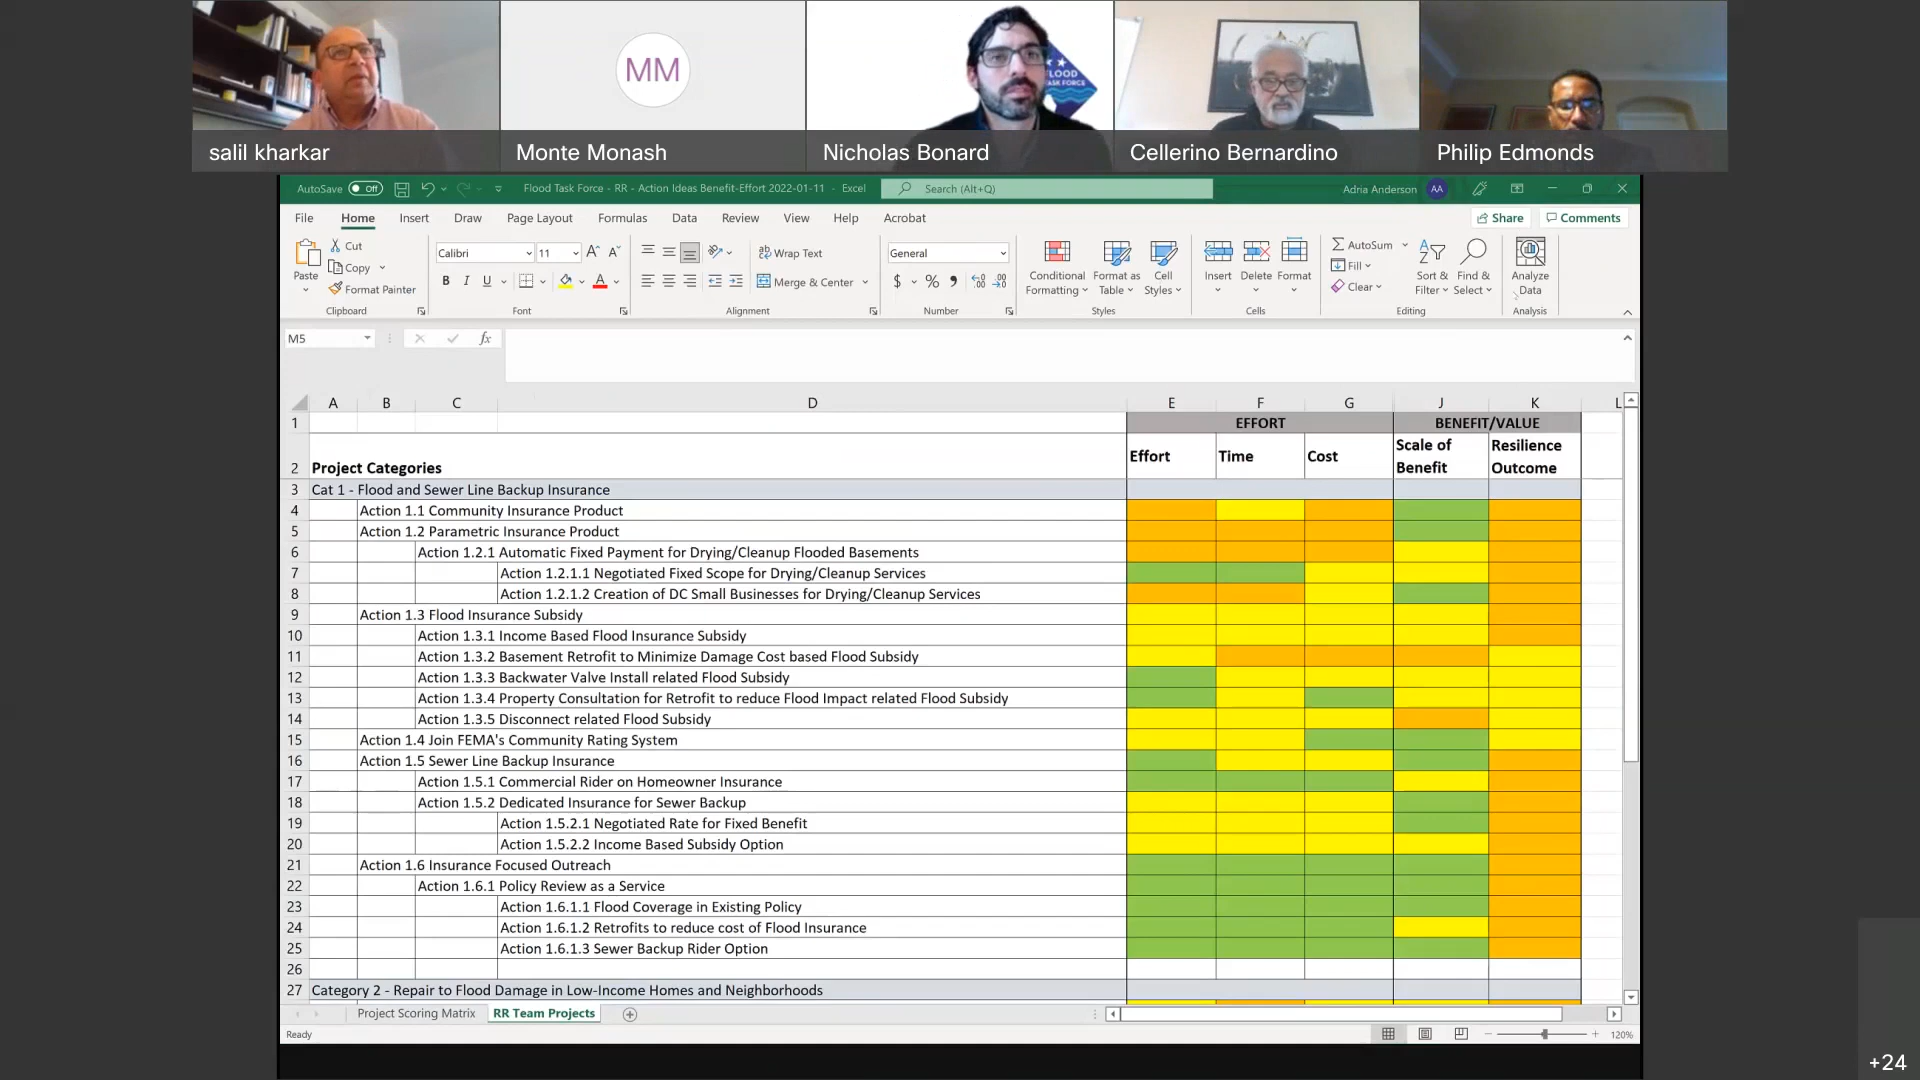 MM
FLOOD
TASK FORCE
salil kharkar
Monte Monash
Nicholas Bonard
Cellerino Bernardino
Philip Edmonds
AutoSave Off
Flood Task Force - RR - Action Ideas Benefit-Effort 2022-01-11 - Excel
Search (Alt+Q)
Adria Anderson AA
File Home Insert Draw Page Layout Formulas Data Review View Help Acrobat Share Comments
Paste Cut Copy Format Painter
Calibri 11 A A
B I U A
ab Wrap Text
Merge & Center
General
$ % 9
Conditional Formatting Format as Table Cell Styles
Insert Delete Format
AutoSum Fill Clear
Sort & Filter Find & Select
Analyze Data
Clipboard Font Alignment Number Styles Cells Editing Analysis
M5 fx
A B C D E F G J K L
1 EFFORT BENEFIT/VALUE
2 Project Categories Effort Time Cost Scale of Benefit Resilience Outcome
3 Cat 1 - Flood and Sewer Line Backup Insurance
4 Action 1.1 Community Insurance Product
5 Action 1.2 Parametric Insurance Product
6 Action 1.2.1 Automatic Fixed Payment for Drying/Cleanup Flooded Basements
7 Action 1.2.1.1 Negotiated Fixed Scope for Drying/Cleanup Services
8 Action 1.2.1.2 Creation of DC Small Businesses for Drying/Cleanup Services
9 Action 1.3 Flood Insurance Subsidy
10 Action 1.3.1 Income Based Flood Insurance Subsidy
11 Action 1.3.2 Basement Retrofit to Minimize Damage Cost based Flood Subsidy
12 Action 1.3.3 Backwater Valve Install related Flood Subsidy
13 Action 1.3.4 Property Consultation for Retrofit to reduce Flood Impact related Flood Subsidy
14 Action 1.3.5 Disconnect related Flood Subsidy
15 Action 1.4 Join FEMA's Community Rating System
16 Action 1.5 Sewer Line Backup Insurance
17 Action 1.5.1 Commercial Rider on Homeowner Insurance
18 Action 1.5.2 Dedicated Insurance for Sewer Backup
19 Action 1.5.2.1 Negotiated Rate for Fixed Benefit
20 Action 1.5.2.2 Income Based Subsidy Option
21 Action 1.6 Insurance Focused Outreach
22 Action 1.6.1 Policy Review as a Service
23 Action 1.6.1.1 Flood Coverage in Existing Policy
24 Action 1.6.1.2 Retrofits to reduce cost of Flood Insurance
25 Action 1.6.1.3 Sewer Backup Rider Option
26
27 Category 2 - Repair to Flood Damage in Low-Income Homes and Neighborhoods
Project Scoring Matrix RR Team Projects
Ready 120%
+24